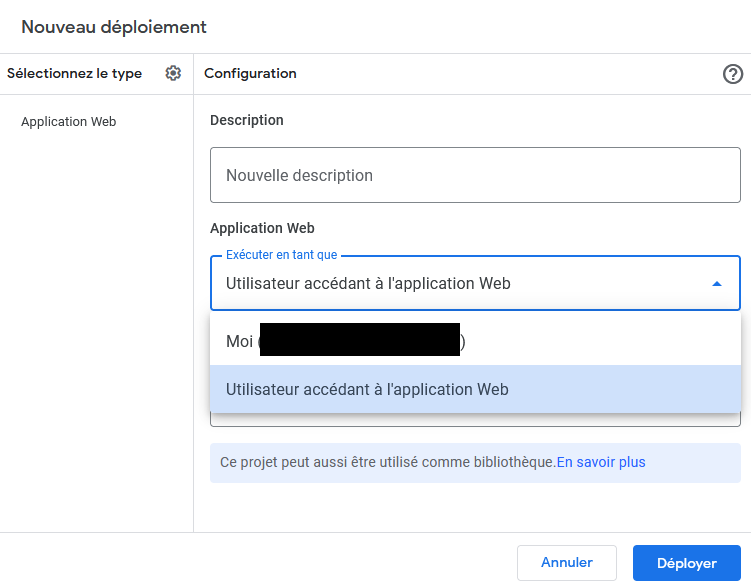 Nouveau déploiement
Sélectionnez le type
Configuration
Application Web
Description
Nouvelle description
Application Web
Exécuter en tant que
Utilisateur accédant à l'application Web
Moi ( )
Utilisateur accédant à l'application Web
Ce projet peut aussi être utilisé comme bibliothèque.En savoir plus
Annuler
Déployer